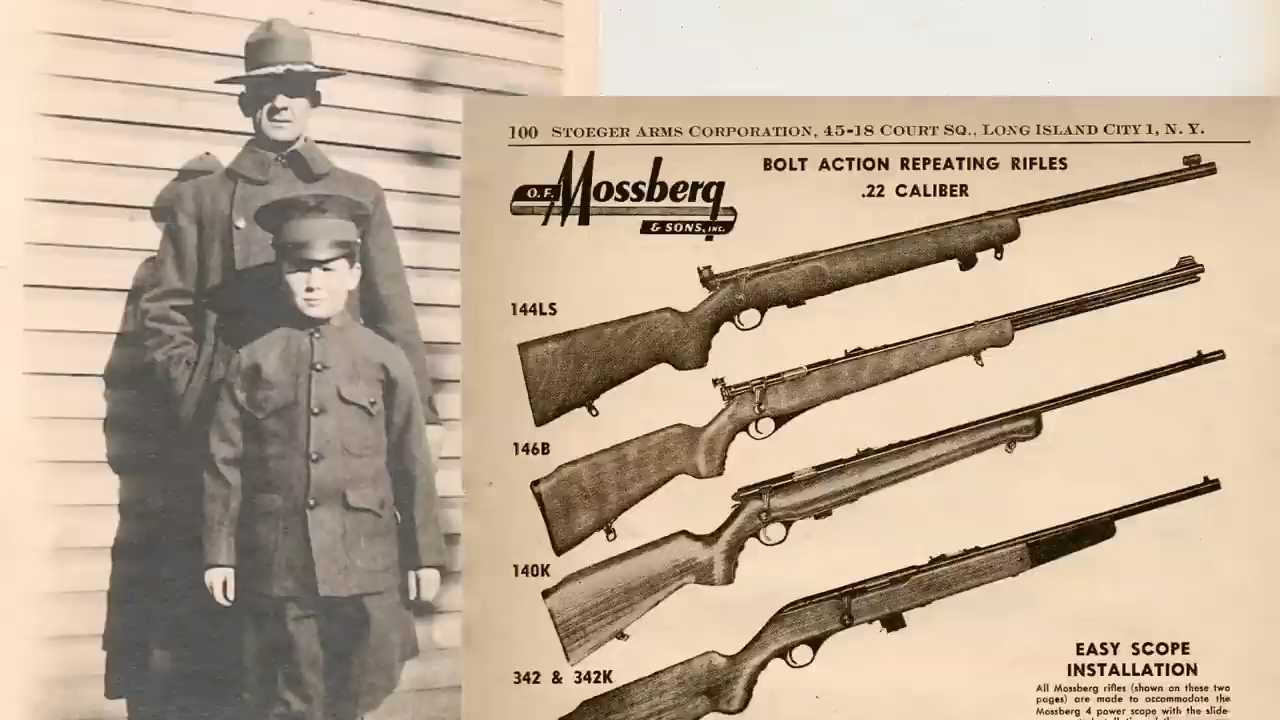 100 STOEGER ARMS CORPORATION, 45-18 COURT SQ., LONG ISLAND CITY 1, N. Y.
O.F. Mossberg
& SONS, INC.
BOLT ACTION REPEATING RIFLES
.22 CALIBER
144LS
146B
140K
342 & 342K
EASY SCOPE
INSTALLATION
All Mossberg rifles (shown on these two
pages) are made to accommodate the
Mossberg 4 power scope with the slide-